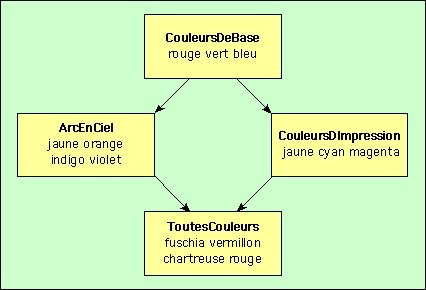 CouleursDeBase
rouge vert bleu
ArcEnCiel
jaune orange
indigo violet
CouleursDImpression
jaune cyan magenta
ToutesCouleurs
fuschia vermillon
chartreuse rouge